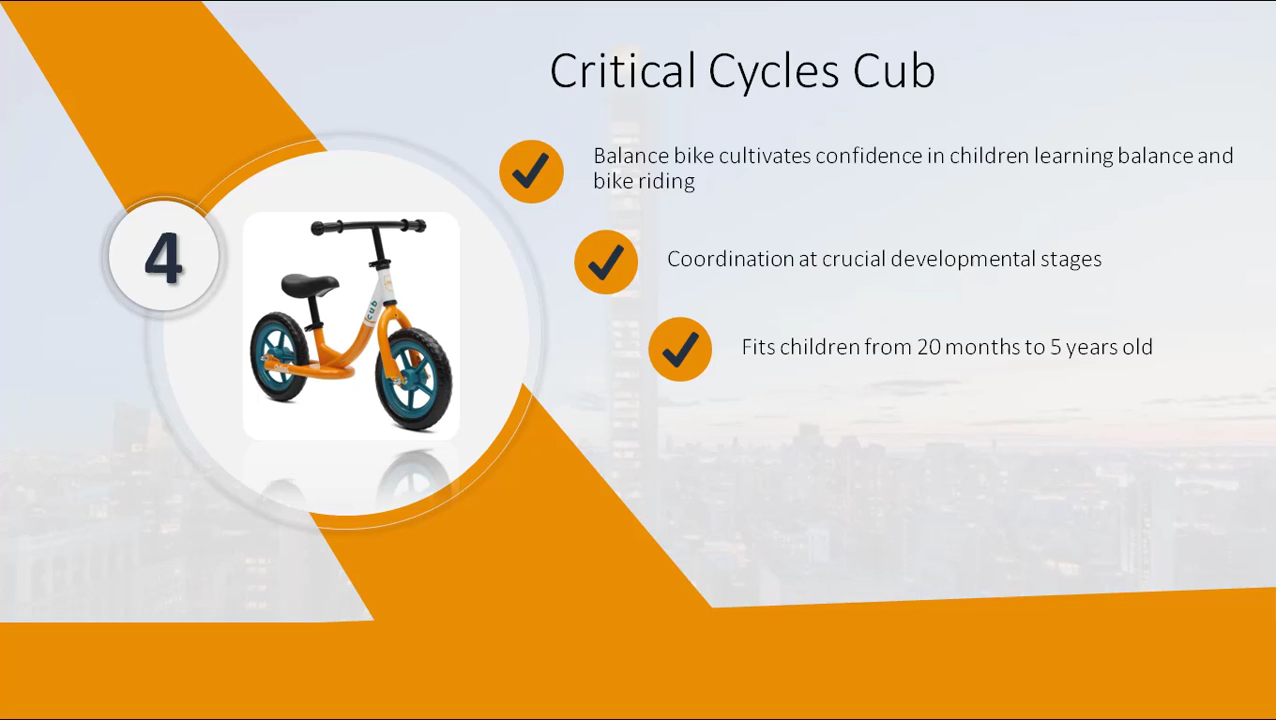 Critical Cycles Cub
Balance bike cultivates confidence in children learning balance and
bike riding
4
Coordination at crucial developmental stages
cub
Fits children from 20 months to 5 years old